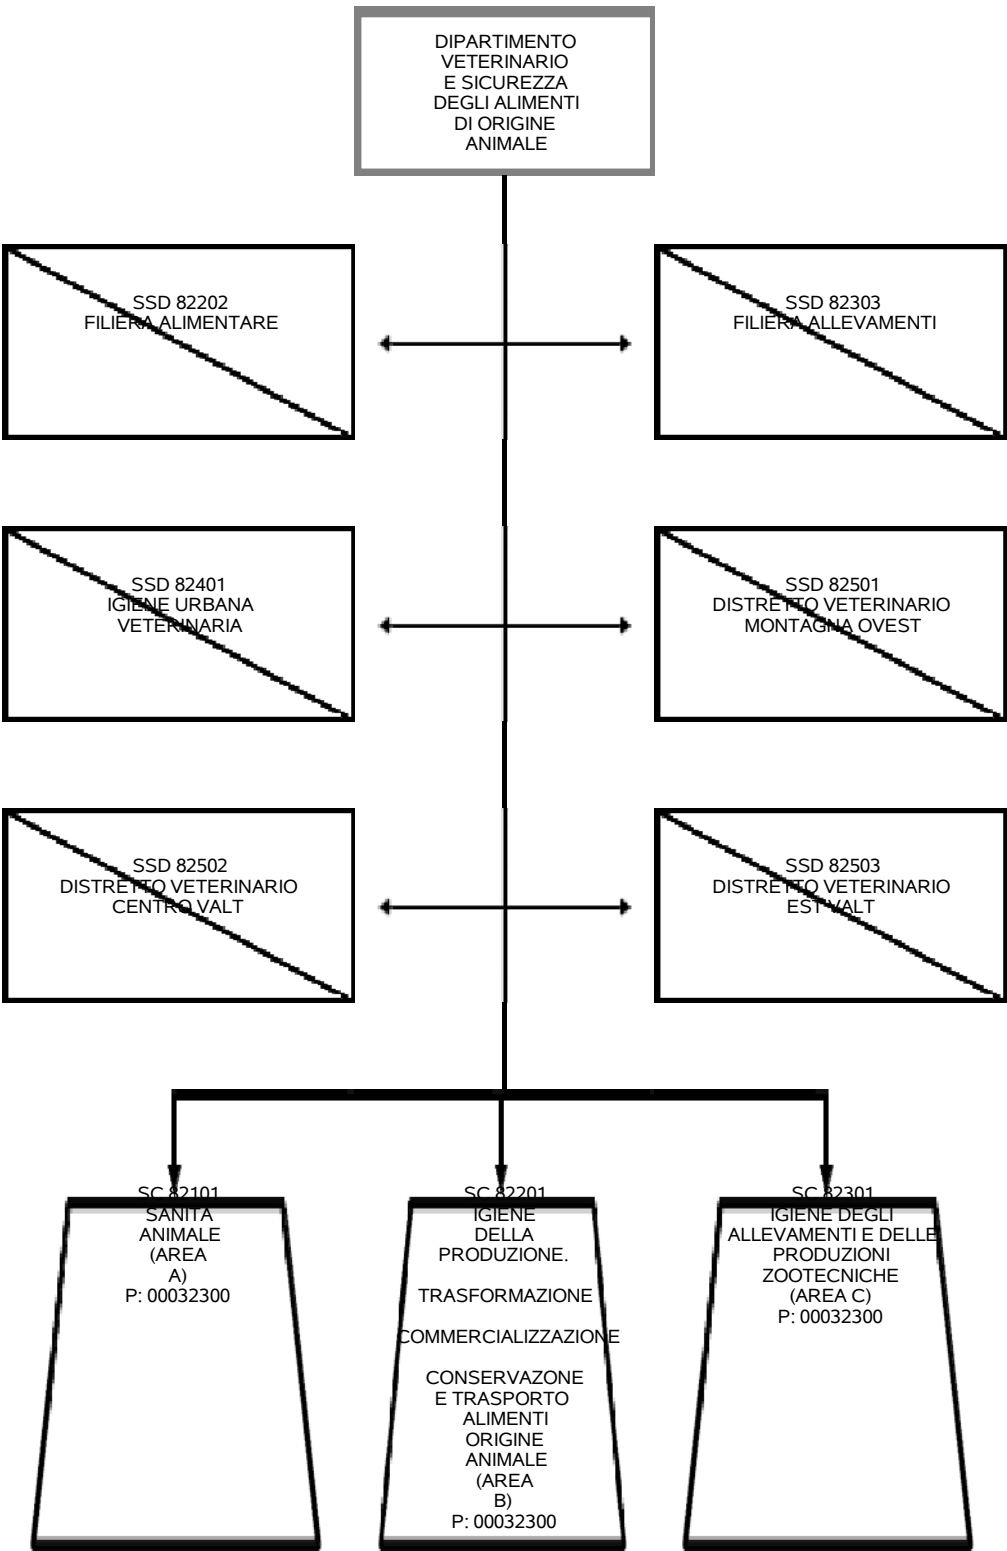 DIPARTIMENTO
VETERINARIO
E SICUREZZA
DEGLI ALIMENTI
DI ORIGINE
ANIMALE
SSD 82202
FILIERA ALIMENTARE
SSD 82303
FILIERA ALLEVAMENTI
SSD 82401
IGIENE URBANA
VETERINARIA
SSD 82501
DISTRETTO VETERINARIO
MONTAGNA OVEST
SSD 82502
DISTRETTO VETERINARIO
CENTRO VALT
SSD 82503
DISTRETTO VETERINARIO
EST VALT
SC 82101
SANITA
ANIMALE
(AREA
A)
P: 00032300
SC 82201
IGIENE
DELLA
PRODUZIONE.
TRASFORMAZIONE
COMMERCIALIZZAZIONE
CONSERVAZONE
E TRASPORTO
ALIMENTI
ORIGINE
ANIMALE
(AREA
B)
P: 00032300
SC 82301
IGIENE DEGLI
ALLEVAMENTI E DELLE
PRODUZIONI
ZOOTECNICHE
(AREA C)
P: 00032300